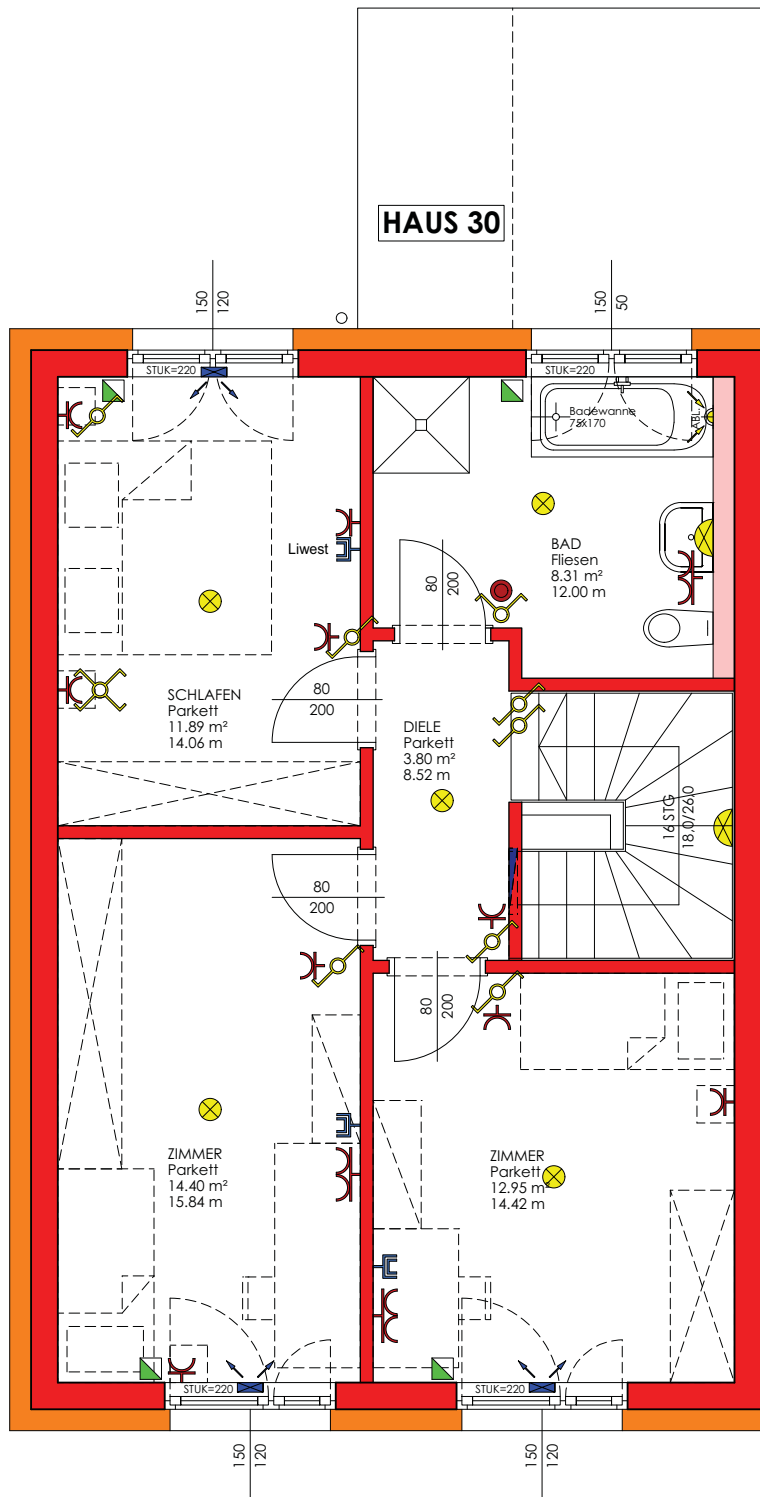 HAUS 30
150
120
150
50
STUK=220
STUK=220
Badewanne
75x170
ABL.
Liwest
BAD
Fliesen
8.31 m²
12.00 m
80
200
SCHLAFEN
Parkett
11.89 m²
14.06 m
80
200
DIELE
Parkett
3.80 m²
8.52 m
16 STG
18.0/26.0
80
200
80
200
ZIMMER
Parkett
14.40 m²
15.84 m
ZIMMER
Parkett
12.95 m²
14.42 m
STUK=220
STUK=220
150
120
150
120